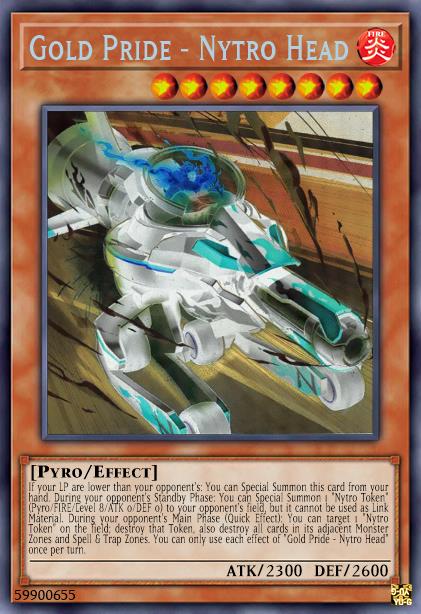 GOLD PRIDE - NYTRO HEAD
FIRE
炎
[PYRO/EFFECT]
If your LP are lower than your opponent's: You can Special Summon this card from your
hand. During your opponent's Standby Phase: You can Special Summon 1 "Nytro Token"
(Pyro/FIRE/Level 8/ATK 0/DEF 0) to your opponent's field, but it cannot be used as Link
Material. During your opponent's Main Phase (Quick Effect): You can target 1 "Nytro
Token" on the field; destroy that Token, also destroy all cards in its adjacent Monster
Zones and Spell & Trap Zones. You can only use each effect of "Gold Pride - Nytro Head"
once per turn.
ATK/2300 DEF/2600
59900655